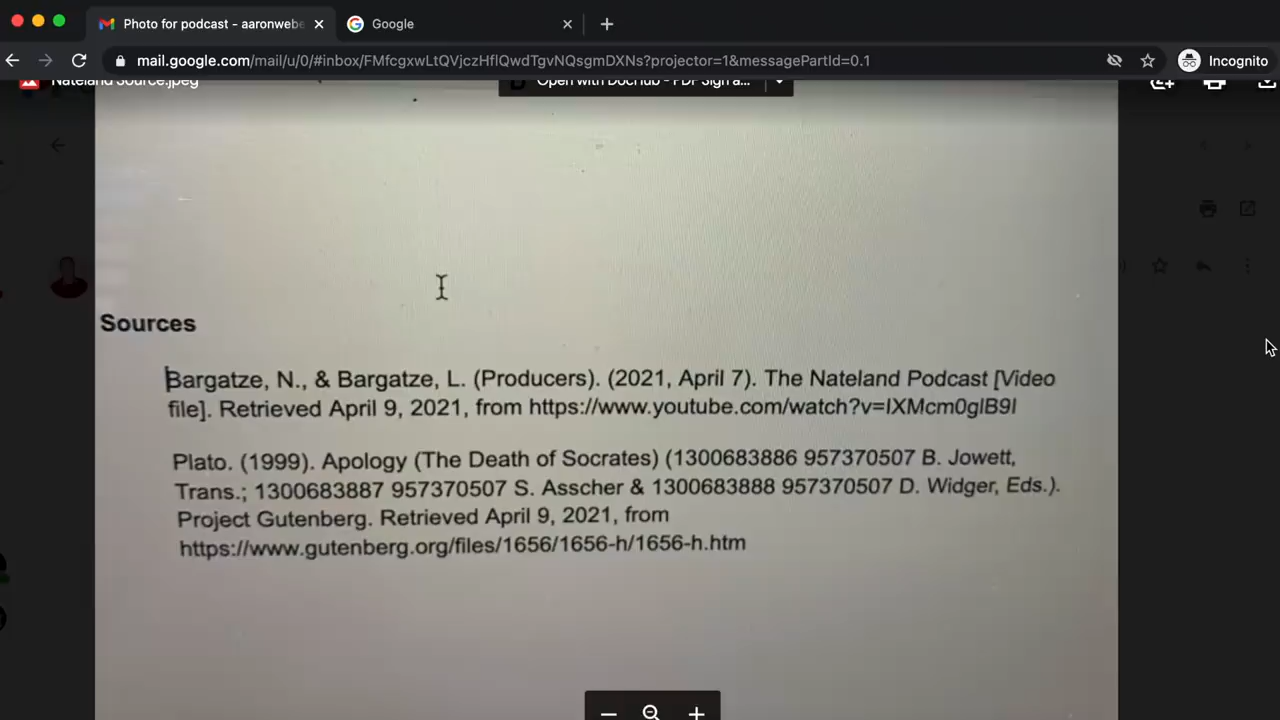 Photo for podcast - aaronwebe
Google
mail.google.com/mail/u/0/#inbox/FMfcgxwLtQVjczHflQwdTgvNQsgmDXNs?projector=1&messagePartId=0.1
Incognito
Nateland Source.jpeg
Open with DocHub - PDF Sign a...
Sources
Bargatze, N., & Bargatze, L. (Producers). (2021, April 7). The Nateland Podcast [Video
file]. Retrieved April 9, 2021, from https://www.youtube.com/watch?v=IXMcm0gIB9I
Plato. (1999). Apology (The Death of Socrates) (1300683886 957370507 B. Jowett,
Trans.; 1300683887 957370507 S. Asscher & 1300683888 957370507 D. Widger, Eds.).
Project Gutenberg. Retrieved April 9, 2021, from
https://www.gutenberg.org/files/1656/1656-h/1656-h.htm